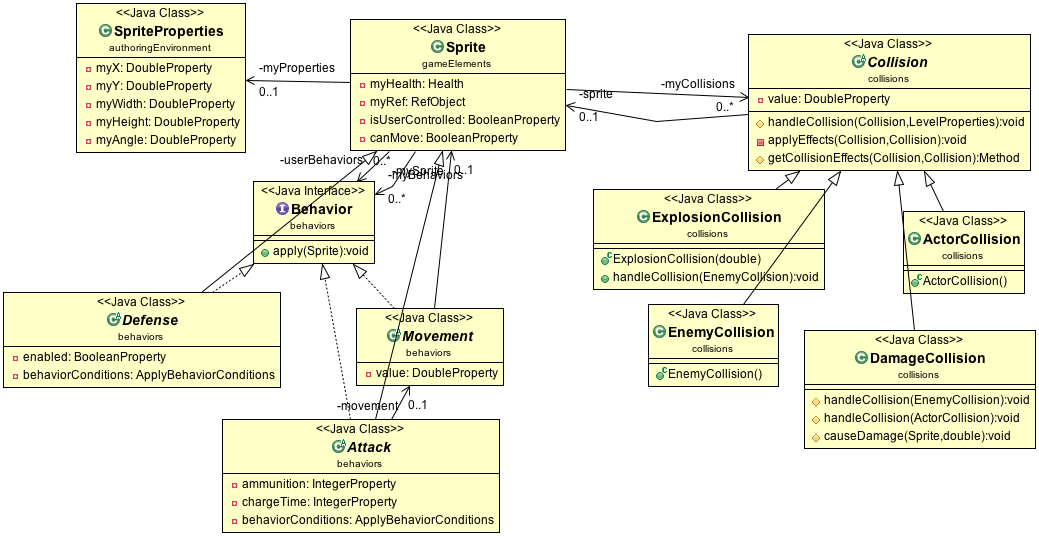 <<Java Class>>
SpriteProperties
authoringEnvironment
myX: DoubleProperty
myY: DoubleProperty
myWidth: DoubleProperty
myHeight: DoubleProperty
myAngle: DoubleProperty
-myProperties
0..1
<<Java Class>>
Sprite
gameElements
myHealth: Health
myRef: RefObject
isUserControlled: BooleanProperty
canMove: BooleanProperty
-myCollisions
0..*
-sprite
0..1
<<Java Class>>
Collision
collisions
value: DoubleProperty
handleCollision(Collision,LevelProperties):void
applyEffects(Collision,Collision):void
getCollisionEffects(Collision,Collision):Method
-userBehaviors
0..*
-mySprite
0..1
-myBehaviors
0..*
<<Java Interface>>
Behavior
behaviors
apply(Sprite):void
<<Java Class>>
ExplosionCollision
collisions
ExplosionCollision(double)
handleCollision(EnemyCollision):void
<<Java Class>>
ActorCollision
collisions
ActorCollision()
<<Java Class>>
Defense
behaviors
enabled: BooleanProperty
behaviorConditions: ApplyBehaviorConditions
<<Java Class>>
Movement
behaviors
value: DoubleProperty
<<Java Class>>
EnemyCollision
collisions
EnemyCollision()
<<Java Class>>
DamageCollision
collisions
handleCollision(EnemyCollision):void
handleCollision(ActorCollision):void
causeDamage(Sprite,double):void
-movement
0..1
<<Java Class>>
Attack
behaviors
ammunition: IntegerProperty
chargeTime: IntegerProperty
behaviorConditions: ApplyBehaviorConditions